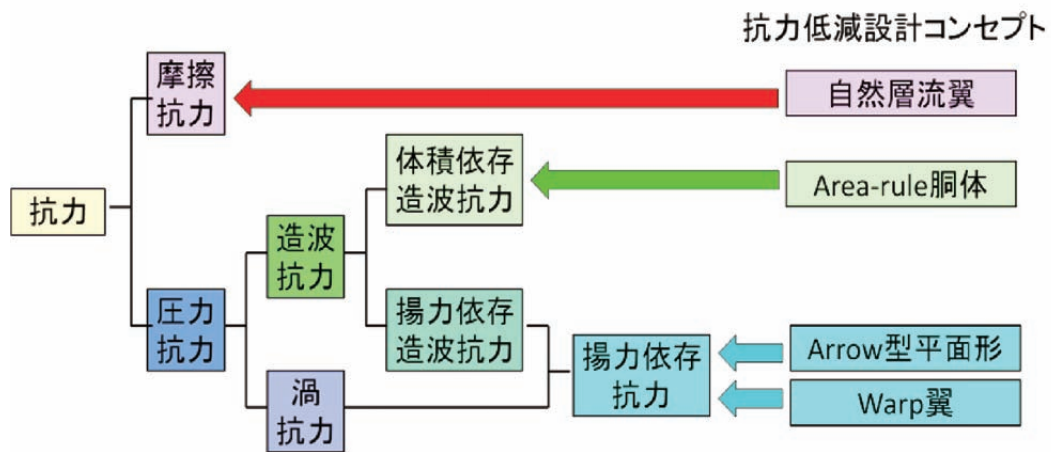 抗力低減設計コンセプト
摩擦
抗力
自然層流翼
体積依存
造波抗力
Area-rule胴体
抗力
造波
抗力
圧力
抗力
揚力依存
造波抗力
揚力依存
抗力
Arrow型平面形
Warp翼
渦
抗力